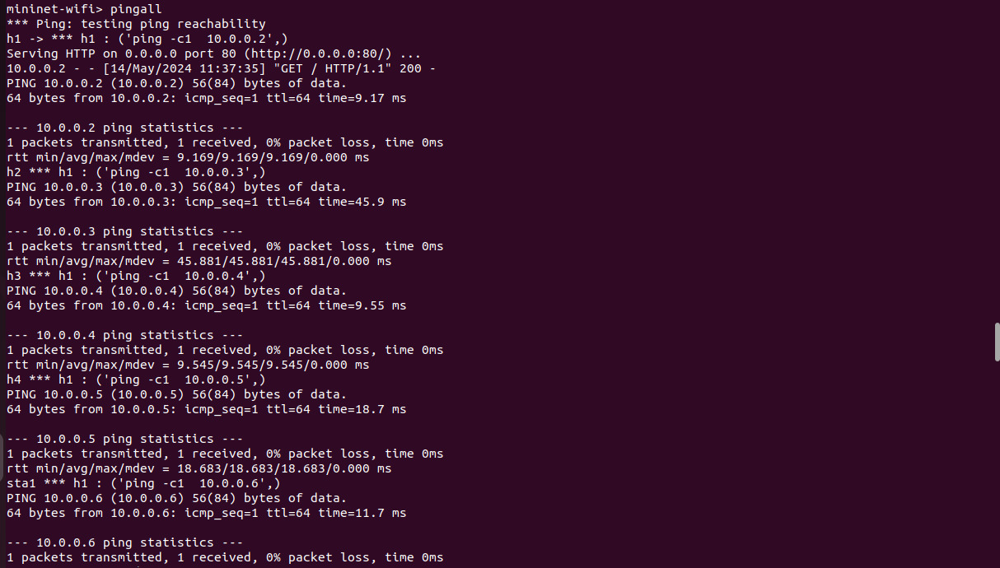 mininet-wifi> pingall
*** Ping: testing ping reachability
h1 -> *** h1 : ('ping -c1  10.0.0.2',)
Serving HTTP on 0.0.0.0 port 80 (http://0.0.0.0:80/) ...
10.0.0.2 - - [14/May/2024 11:37:35] "GET / HTTP/1.1" 200 -
PING 10.0.0.2 (10.0.0.2) 56(84) bytes of data.
64 bytes from 10.0.0.2: icmp_seq=1 ttl=64 time=9.17 ms

--- 10.0.0.2 ping statistics ---
1 packets transmitted, 1 received, 0% packet loss, time 0ms
rtt min/avg/max/mdev = 9.169/9.169/9.169/0.000 ms
h2 *** h1 : ('ping -c1  10.0.0.3',)
PING 10.0.0.3 (10.0.0.3) 56(84) bytes of data.
64 bytes from 10.0.0.3: icmp_seq=1 ttl=64 time=45.9 ms

--- 10.0.0.3 ping statistics ---
1 packets transmitted, 1 received, 0% packet loss, time 0ms
rtt min/avg/max/mdev = 45.881/45.881/45.881/0.000 ms
h3 *** h1 : ('ping -c1  10.0.0.4',)
PING 10.0.0.4 (10.0.0.4) 56(84) bytes of data.
64 bytes from 10.0.0.4: icmp_seq=1 ttl=64 time=9.55 ms

--- 10.0.0.4 ping statistics ---
1 packets transmitted, 1 received, 0% packet loss, time 0ms
rtt min/avg/max/mdev = 9.545/9.545/9.545/0.000 ms
h4 *** h1 : ('ping -c1  10.0.0.5',)
PING 10.0.0.5 (10.0.0.5) 56(84) bytes of data.
64 bytes from 10.0.0.5: icmp_seq=1 ttl=64 time=18.7 ms

--- 10.0.0.5 ping statistics ---
1 packets transmitted, 1 received, 0% packet loss, time 0ms
rtt min/avg/max/mdev = 18.683/18.683/18.683/0.000 ms
sta1 *** h1 : ('ping -c1  10.0.0.6',)
PING 10.0.0.6 (10.0.0.6) 56(84) bytes of data.
64 bytes from 10.0.0.6: icmp_seq=1 ttl=64 time=11.7 ms

--- 10.0.0.6 ping statistics ---
1 packets transmitted, 1 received, 0% packet loss, time 0ms